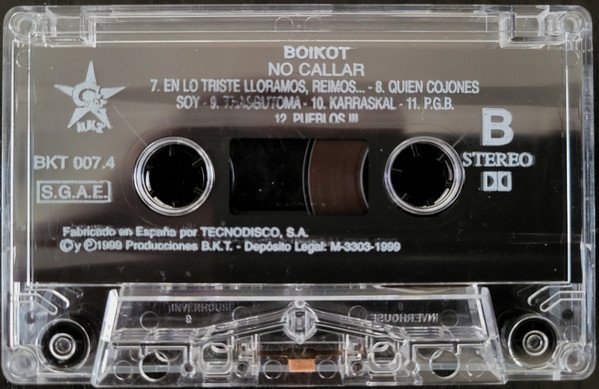 BOIKOT
NO CALLAR
7. EN LO TRISTE LLORAMOS, REIMOS... - 8. QUIEN COJONES
SOY - 9. TRASGUTOMA - 10. KARRASKAL - 11. P.G.B.
12. PUEBLOS III
B.K.T.
B
BKT 007.4
STEREO
S.G.A.E.
Fabricado en España por TECNODISCO, S.A.
© y ℗ 1999 Producciones B.K.T. - Depósito Legal: M-3303-1999
INVERHOUSE
INVERHOUSE